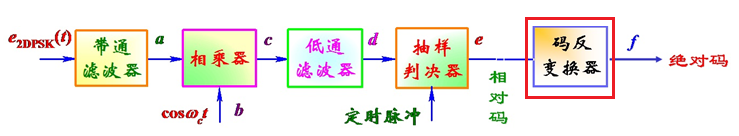 e2DPSK(t)
带通
滤波器
a
相乘器
c
低通
滤波器
d
抽样
判决器
e
码反
变换器
f
绝对码
相对码
cosωct
b
定时脉冲